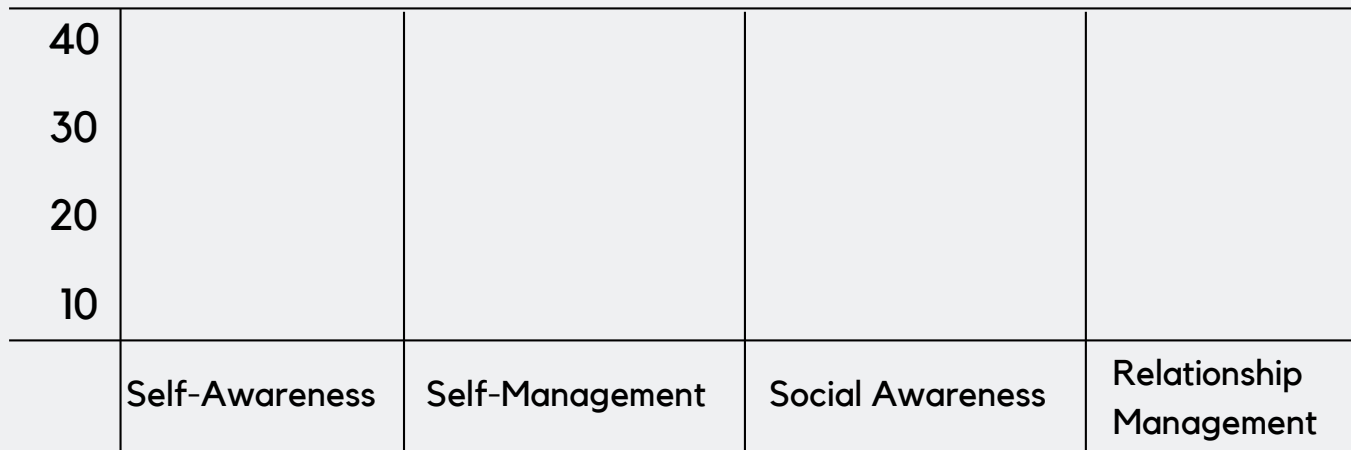 40
30
20
10
Self-Awareness
Self-Management
Social Awareness
Relationship
Management